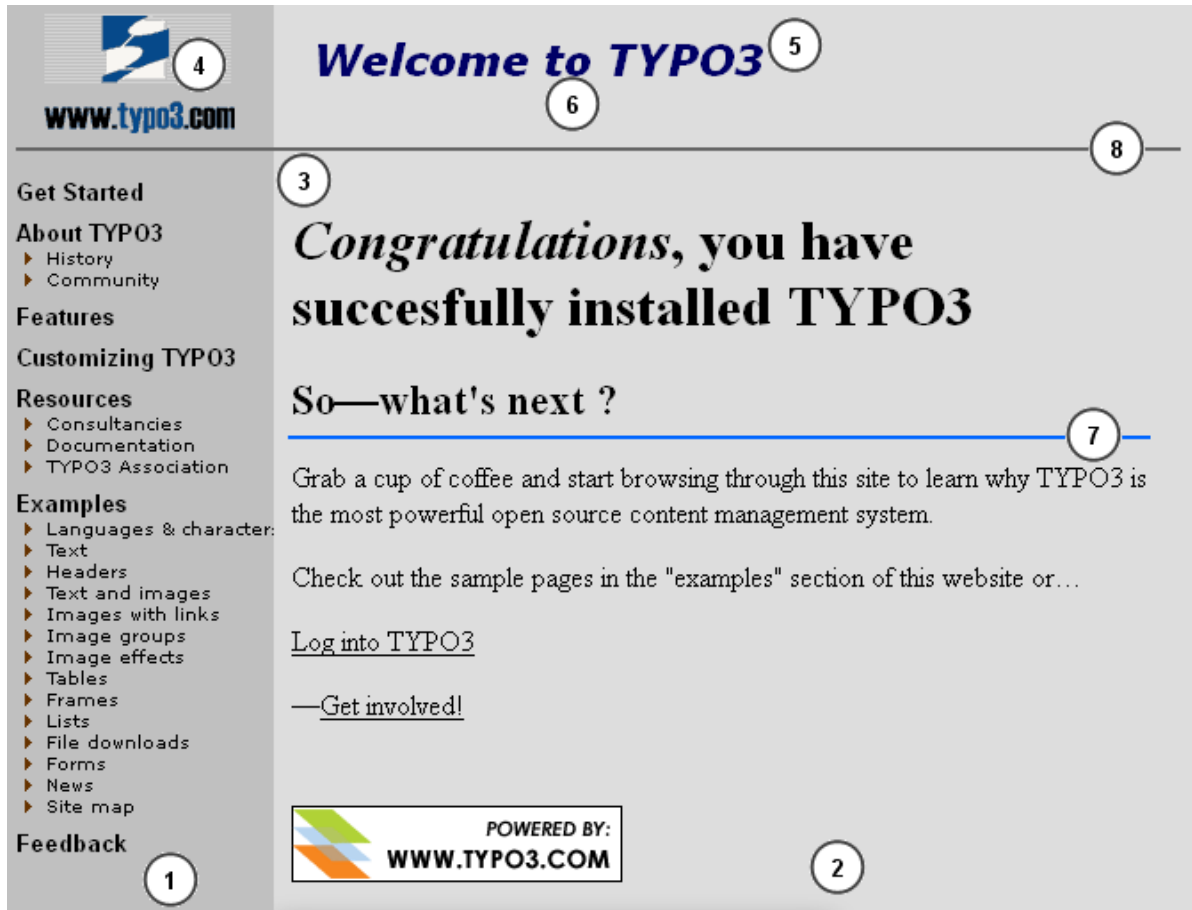 4
www.typo3.com
Welcome to TYPO3
5
6
8
3
Get Started
About TYPO3
History
Community
Features
Customizing TYPO3
Resources
Consultancies
Documentation
TYPO3 Association
Examples
Languages & character
Text
Headers
Text and images
Images with links
Image groups
Image effects
Tables
Frames
Lists
File downloads
Forms
News
Site map
Feedback
1
Congratulations, you have
succesfully installed TYPO3
So—what's next ?
7
Grab a cup of coffee and start browsing through this site to learn why TYPO3 is
the most powerful open source content management system.
Check out the sample pages in the "examples" section of this website or…
Log into TYPO3
—Get involved!
POWERED BY:
WWW.TYPO3.COM
2